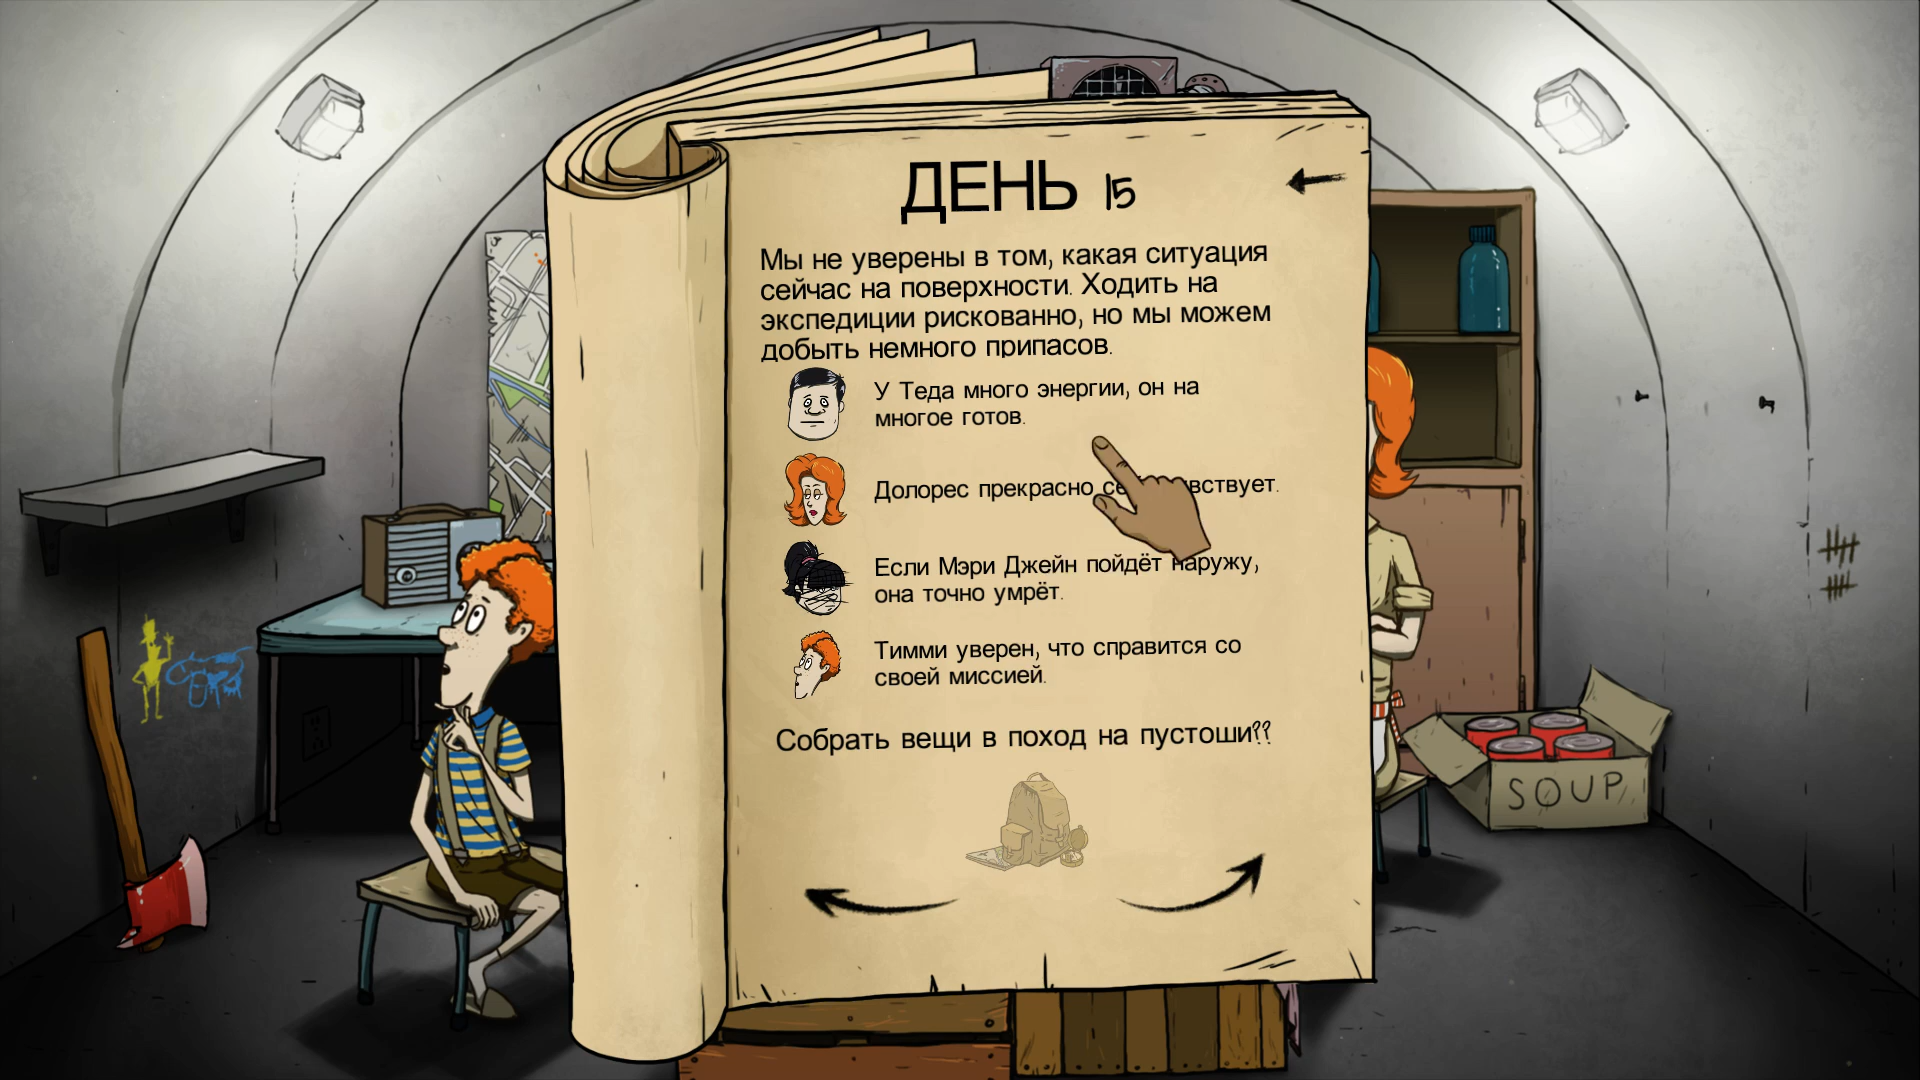 ДЕНЬ 15
Мы не уверены в том, какая ситуация
сейчас на поверхности. Ходить на
экспедиции рискованно, но мы можем
добыть немного припасов.
У Теда много энергии, он на
многое готов.
Долорес прекрасно
Если Мэри Джейн пойдёт наружу,
она точно умрёт.
Тимми уверен, что справится со
своей миссией.
Собрать вещи в поход на пустоши??
SOUP